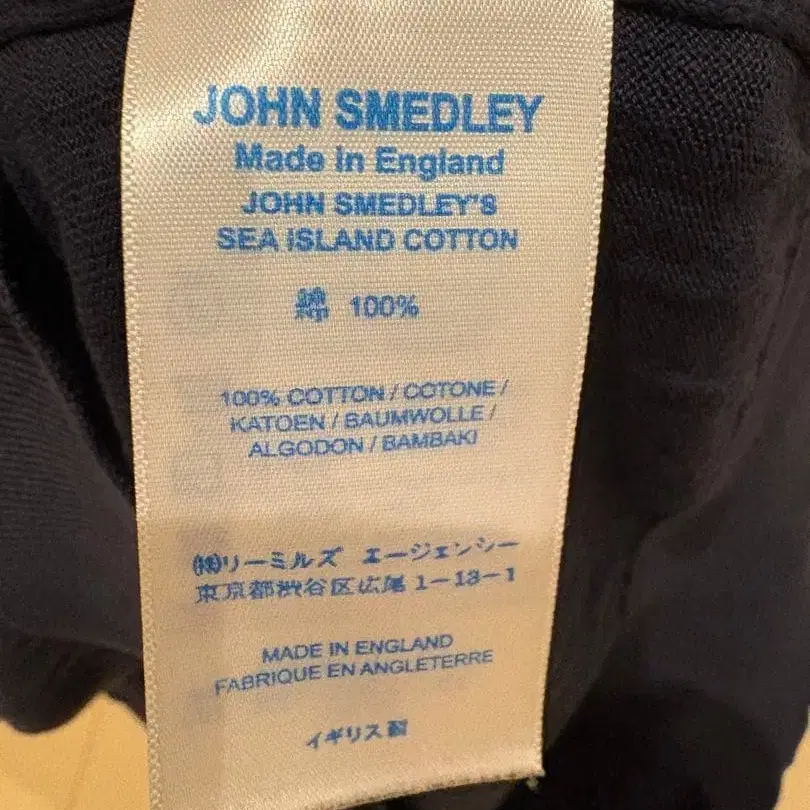 JOHN SMEDLEY
Made in England
JOHN SMEDLEY'S
SEA ISLAND COTTON
綿 100%
100% COTTON / COTONE /
KATOEN / BAUMWOLLE /
ALGODON / BAMBAKI
㈱リーミルズ エージェンシー
東京都渋谷区広尾 1-13-1
MADE IN ENGLAND
FABRIQUE EN ANGLETERRE
イギリス製